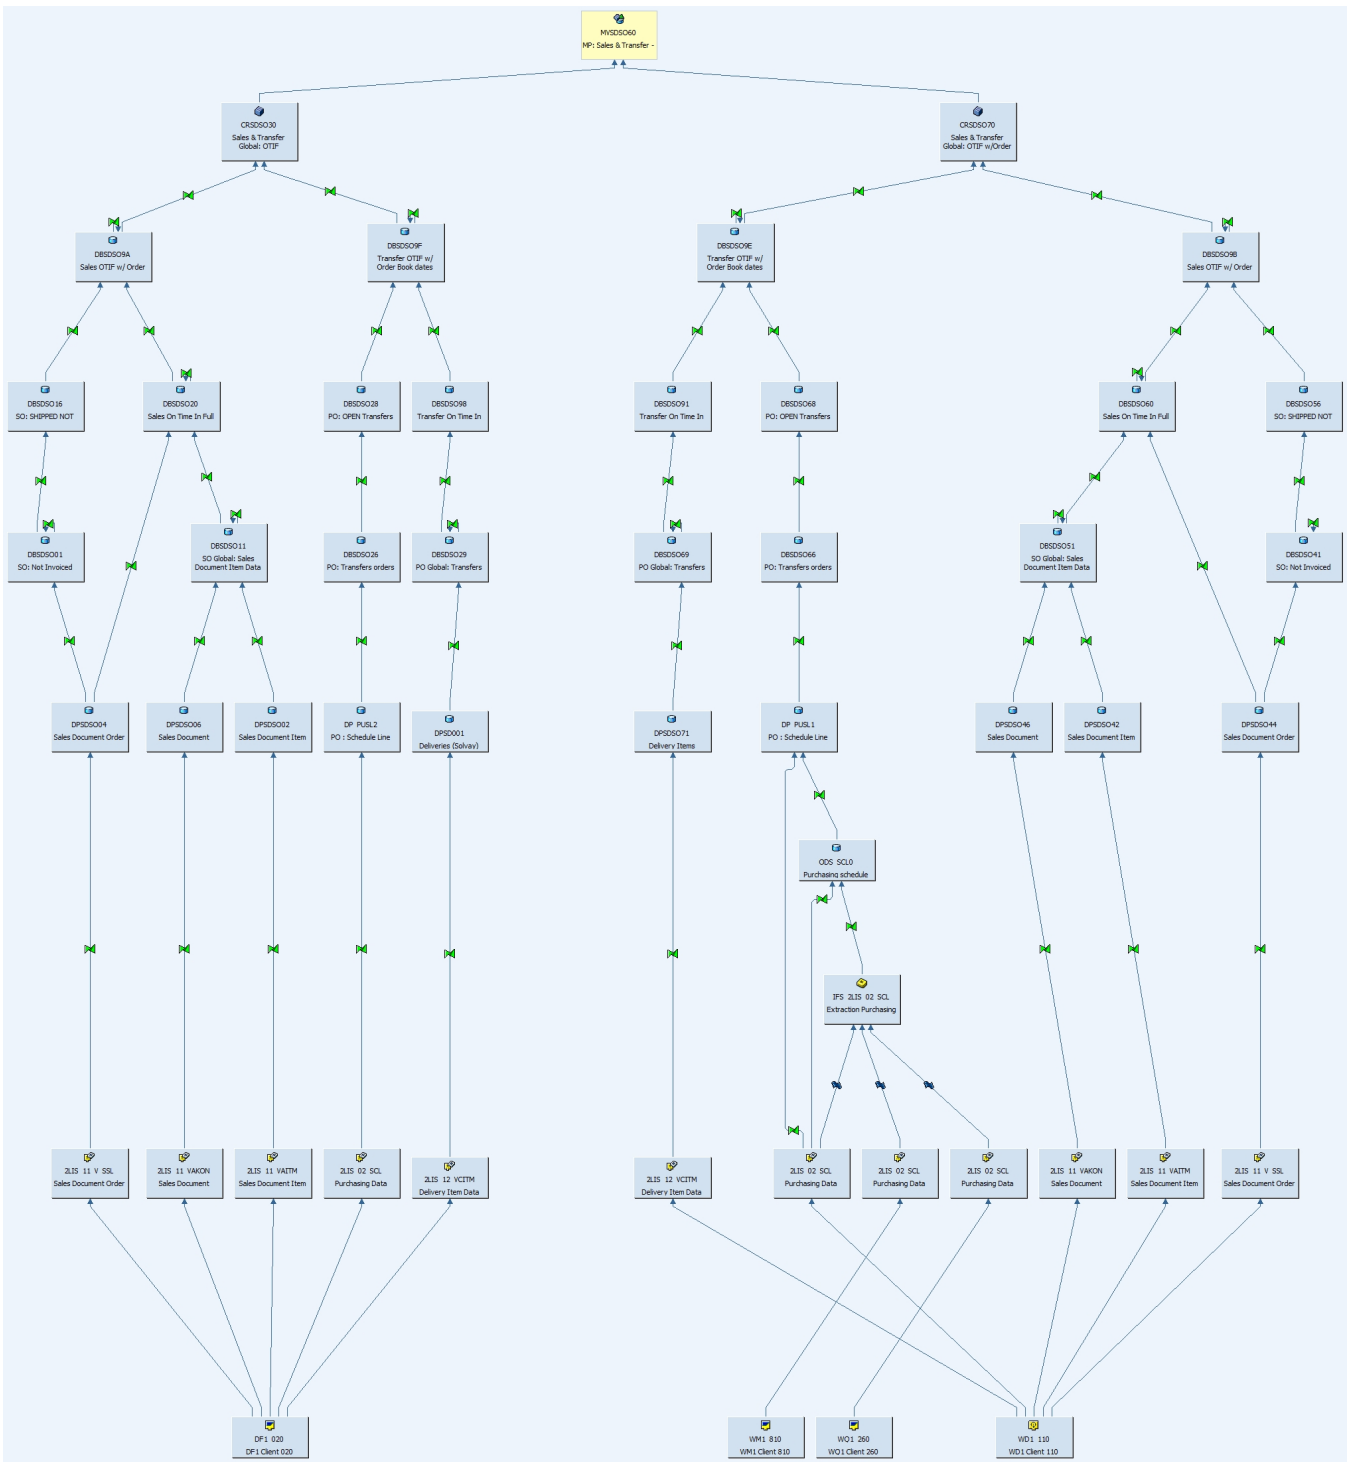 MVSDSO60
MP: Sales & Transfer -
CRSDSO30
Sales & Transfer
Global: OTIF
CRSDSO70
Sales & Transfer
Global: OTIF w/Order
DBSDSO9A
Sales OTIF w/ Order
DBSDSO9F
Transfer OTIF w/
Order Book dates
DBSDSO9E
Transfer OTIF w/
Order Book dates
DBSDSO9B
Sales OTIF w/ Order
DBSDSO16
SO: SHIPPED NOT
DBSDSO20
Sales On Time In Full
DBSDSO28
PO: OPEN Transfers
DBSDSO98
Transfer On Time In
DBSDSO91
Transfer On Time In
DBSDSO68
PO: OPEN Transfers
DBSDSO60
Sales On Time In Full
DBSDSO56
SO: SHIPPED NOT
DBSDSO01
SO: Not Invoiced
DBSDSO11
SO Global: Sales
Document Item Data
DBSDSO26
PO: Transfers orders
DBSDSO29
PO Global: Transfers
DBSDSO69
PO Global: Transfers
DBSDSO66
PO: Transfers orders
DBSDSO51
SO Global: Sales
Document Item Data
DBSDSO41
SO: Not Invoiced
DPSDSO04
Sales Document Order
DPSDSO06
Sales Document
DPSDSO02
Sales Document Item
DP PUSL2
PO : Schedule Line
DPSD001
Deliveries (Solvay)
DPSDSO71
Delivery Items
DP PUSL1
PO : Schedule Line
DPSDSO46
Sales Document
DPSDSO42
Sales Document Item
DPSDSO44
Sales Document Order
ODS SCL0
Purchasing schedule
IFS 2LIS 02 SCL
Extraction Purchasing
2LIS 11 V SSL
Sales Document Order
2LIS 11 VAKON
Sales Document
2LIS 11 VAITM
Sales Document Item
2LIS 02 SCL
Purchasing Data
2LIS 12 VCITM
Delivery Item Data
2LIS 12 VCITM
Delivery Item Data
2LIS 02 SCL
Purchasing Data
2LIS 02 SCL
Purchasing Data
2LIS 02 SCL
Purchasing Data
2LIS 11 VAKON
Sales Document
2LIS 11 VAITM
Sales Document Item
2LIS 11 V SSL
Sales Document Order
DF1 020
DF1 Client 020
WM1 810
WM1 Client 810
WQ1 260
WQ1 Client 260
WD1 110
WD1 Client 110